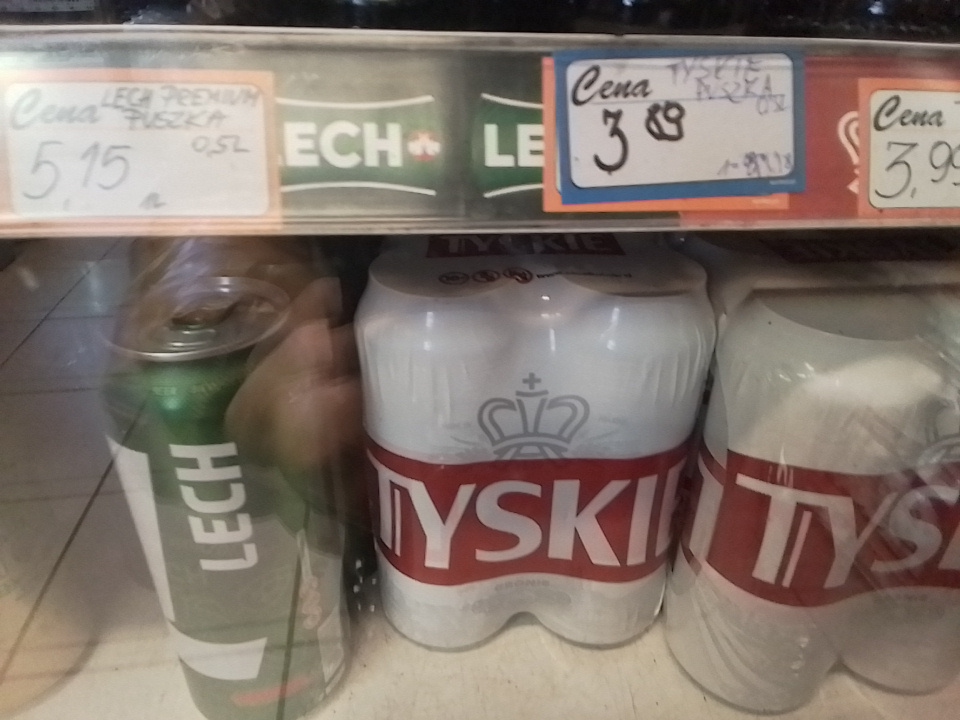 Cena LECH PREMIUM
PUSZKA
5,15 0,5L
LECH
LE
Cena TYSKIE
PUSZKA
3 89 0,5L
Cena
3,99
TYSKIE
LECH
TYSKIE
TYS